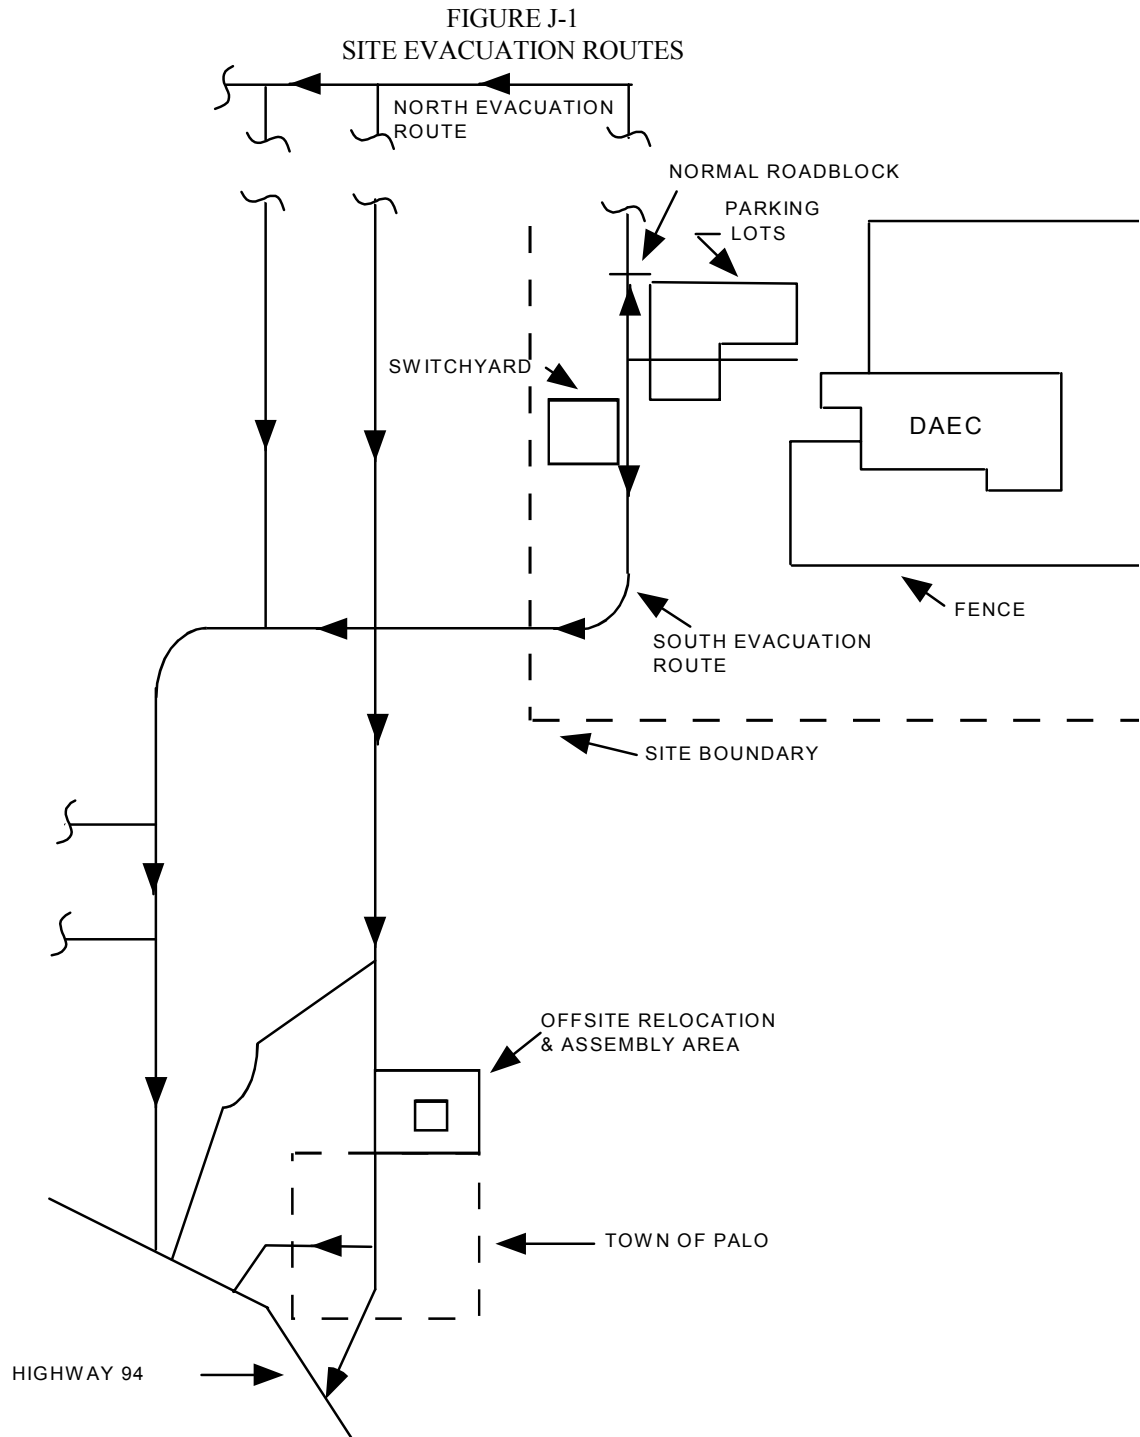 FIGURE J-1
SITE EVACUATION ROUTES
NORTH EVACUATION
ROUTE
NORMAL ROADBLOCK
PARKING
LOTS
SWITCHYARD
DAEC
FENCE
SOUTH EVACUATION
ROUTE
SITE BOUNDARY
OFFSITE RELOCATION
& ASSEMBLY AREA
TOWN OF PALO
HIGHWAY 94